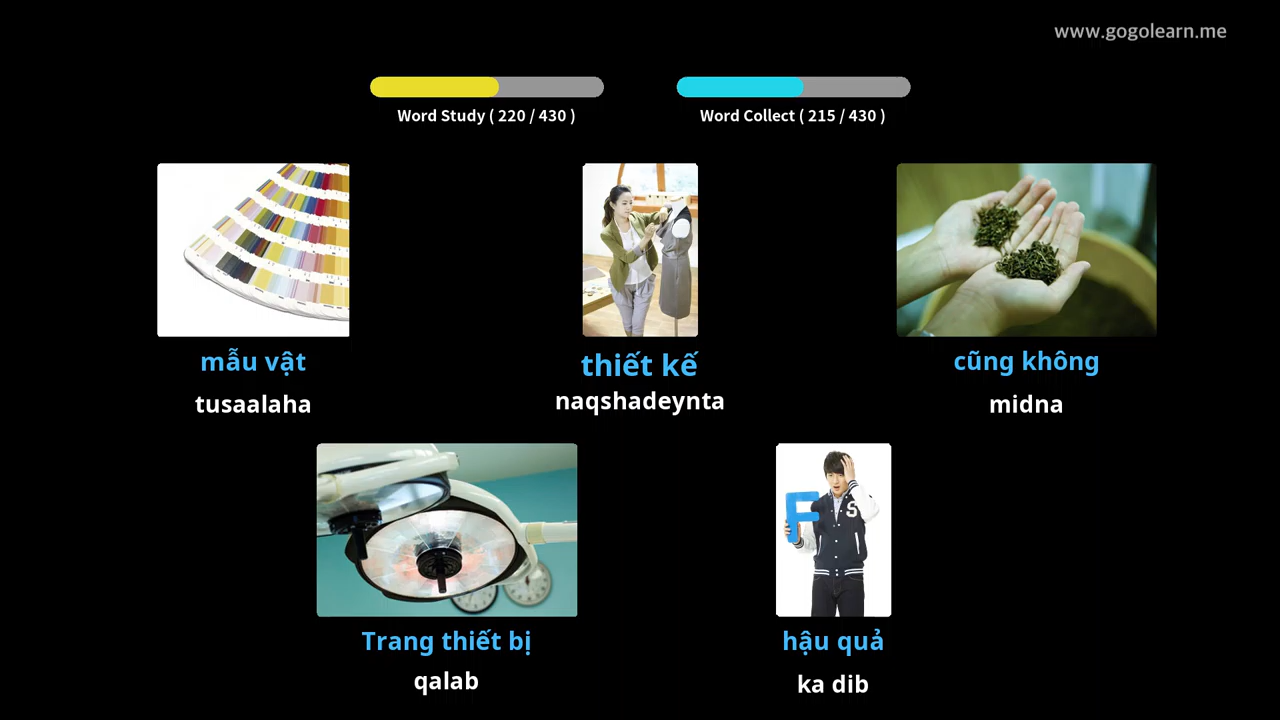 www.gogolearn.me
Word Study ( 220 / 430 )
Word Collect ( 215 / 430 )
mẫu vật
tusaalaha
thiết kế
naqshadeynta
cũng không
midna
Trang thiết bị
qalab
hậu quả
ka dib
F
S